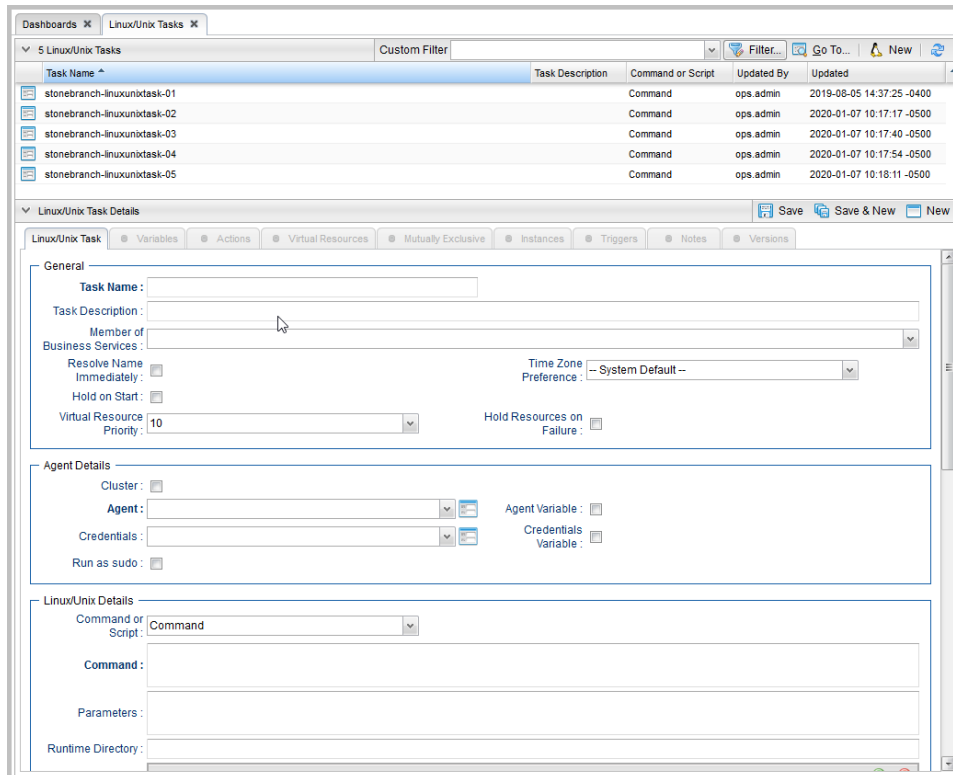 Dashboards Linux/Unix Tasks
5 Linux/Unix Tasks Custom Filter Filter... Go To... New
Task Name Task Description Command or Script Updated By Updated
stonebranch-linuxunixtask-01 Command ops.admin 2019-08-05 14:37:25 -0400
stonebranch-linuxunixtask-02 Command ops.admin 2020-01-07 10:17:17 -0500
stonebranch-linuxunixtask-03 Command ops.admin 2020-01-07 10:17:40 -0500
stonebranch-linuxunixtask-04 Command ops.admin 2020-01-07 10:17:54 -0500
stonebranch-linuxunixtask-05 Command ops.admin 2020-01-07 10:18:11 -0500
Linux/Unix Task Details Save Save & New New
Linux/Unix Task Variables Actions Virtual Resources Mutually Exclusive Instances Triggers Notes Versions
General
Task Name :
Task Description :
Member of
Business Services :
Resolve Name
Immediately :
Time Zone
Preference : -- System Default --
Hold on Start :
Virtual Resource
Priority : 10
Hold Resources on
Failure :
Agent Details
Cluster :
Agent : Agent Variable :
Credentials :
Credentials
Variable :
Run as sudo :
Linux/Unix Details
Command or
Script : Command
Command :
Parameters :
Runtime Directory :